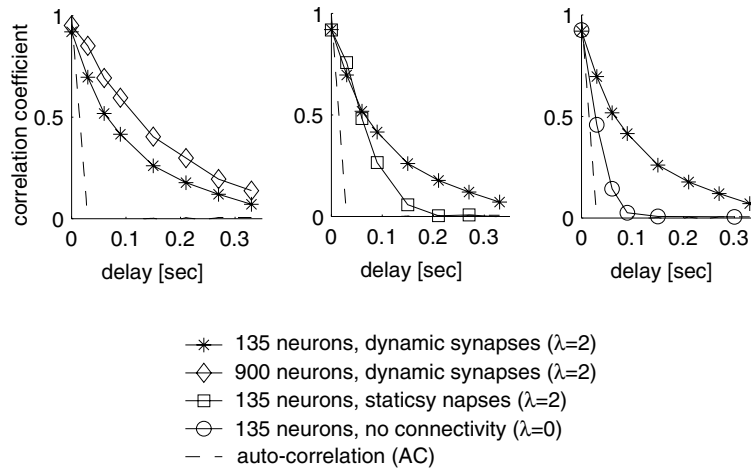 1
0.5
0
0 0.1 0.2 0.3
correlation coefficient
delay [sec]
1
0.5
0
0 0.1 0.2 0.3
delay [sec]
1
0.5
0
0 0.1 0.2 0.3
delay [sec]
135 neurons, dynamic synapses (λ=2)
900 neurons, dynamic synapses (λ=2)
135 neurons, staticsy napses (λ=2)
135 neurons, no connectivity (λ=0)
auto-correlation (AC)